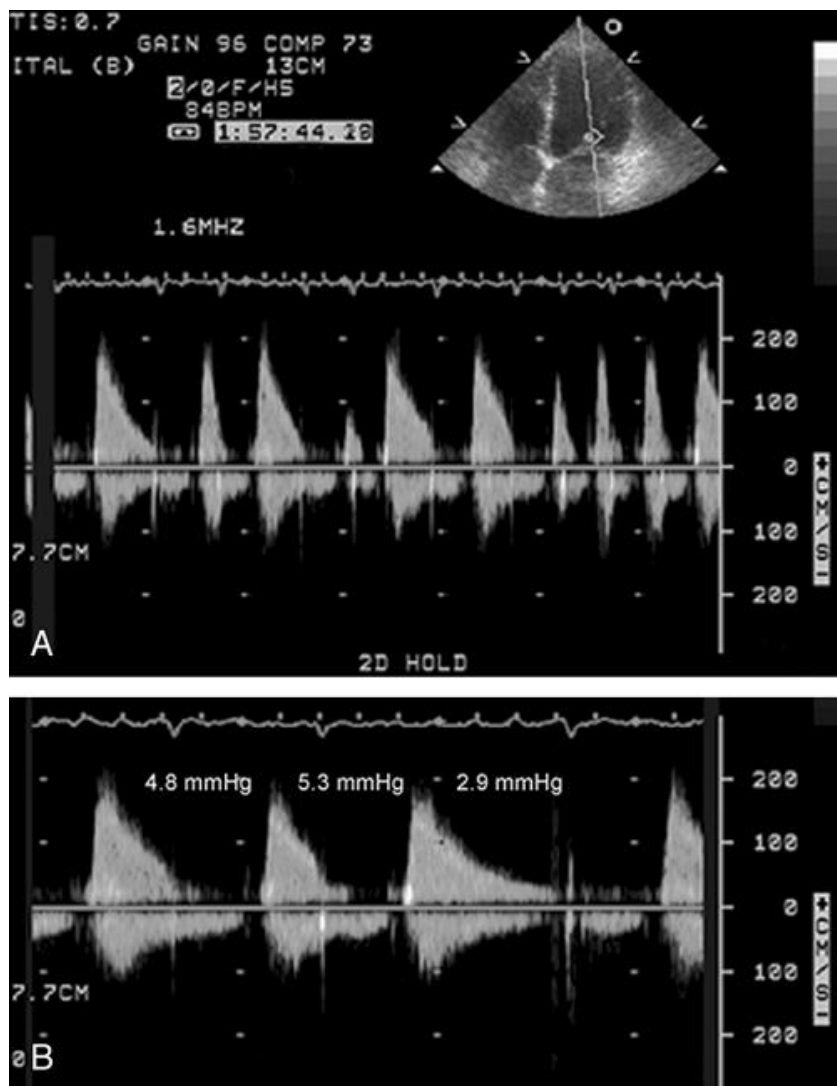 TIS:0.7
GAIN 96 COMP 73
ITAL (B) 13CM
2/0/F/H5
84BPM
1:57:44.20
1.6MHZ
200
100
0
+CM/S-
100
7.7CM
200
0
A
2D HOLD
4.8 mmHg 5.3 mmHg 2.9 mmHg
200
100
0
+CM/S-
100
7.7CM
200
0
B